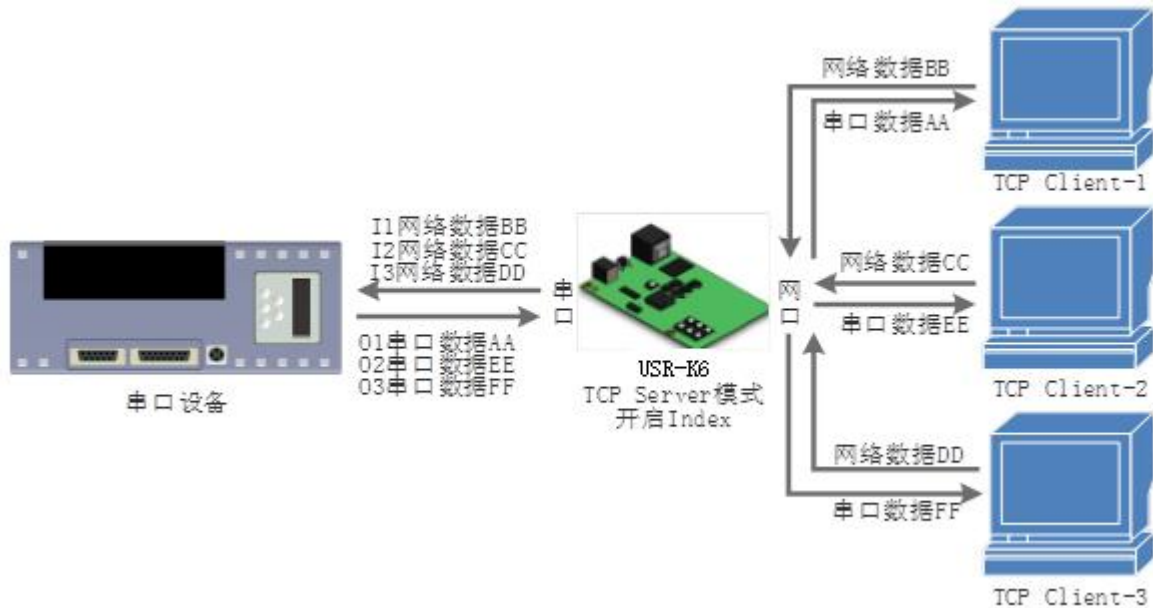 网络数据BB
串口数据AA
TCP Client-1
I1网络数据BB
I2网络数据CC
I3网络数据DD
串口
网口
网络数据CC
串口数据EE
O1串口数据AA
O2串口数据EE
O3串口数据FF
串口设备
USR-K6
TCP Server模式
开启Index
TCP Client-2
网络数据DD
串口数据FF
TCP Client-3